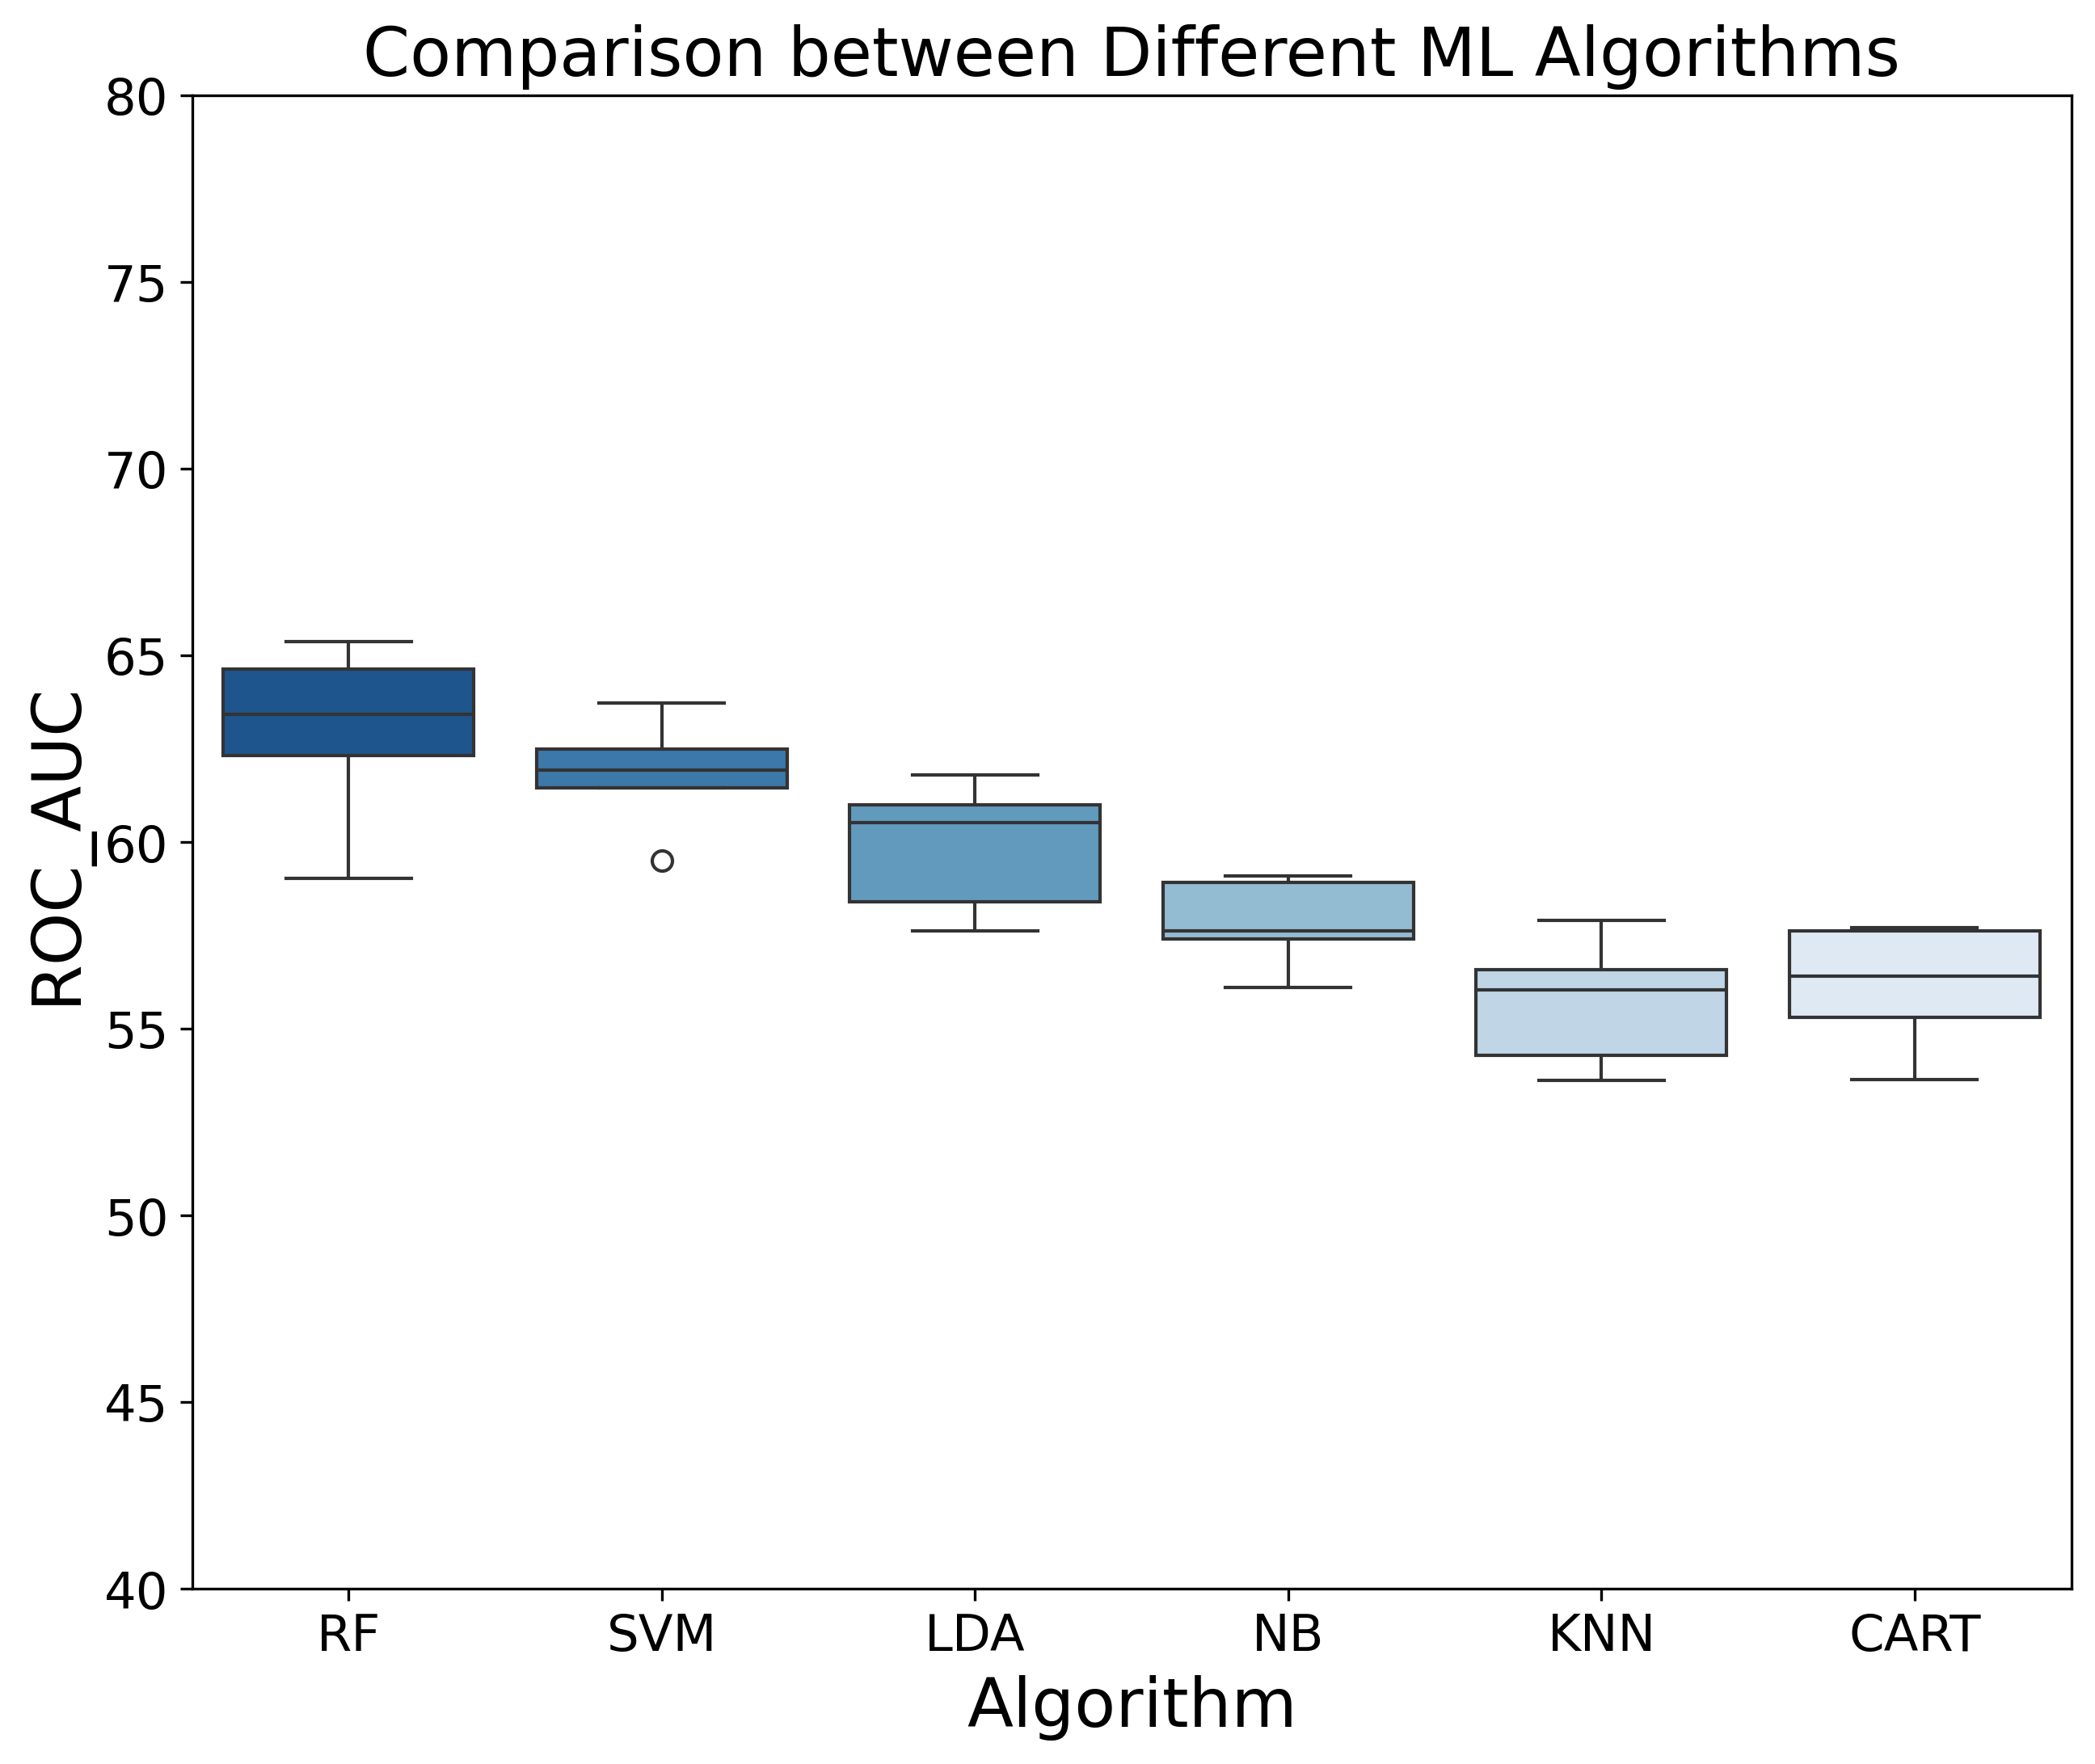 Comparison between Different ML Algorithms
80
75
70
65
60
55
50
45
40
ROC_AUC
RF SVM LDA NB KNN CART
Algorithm